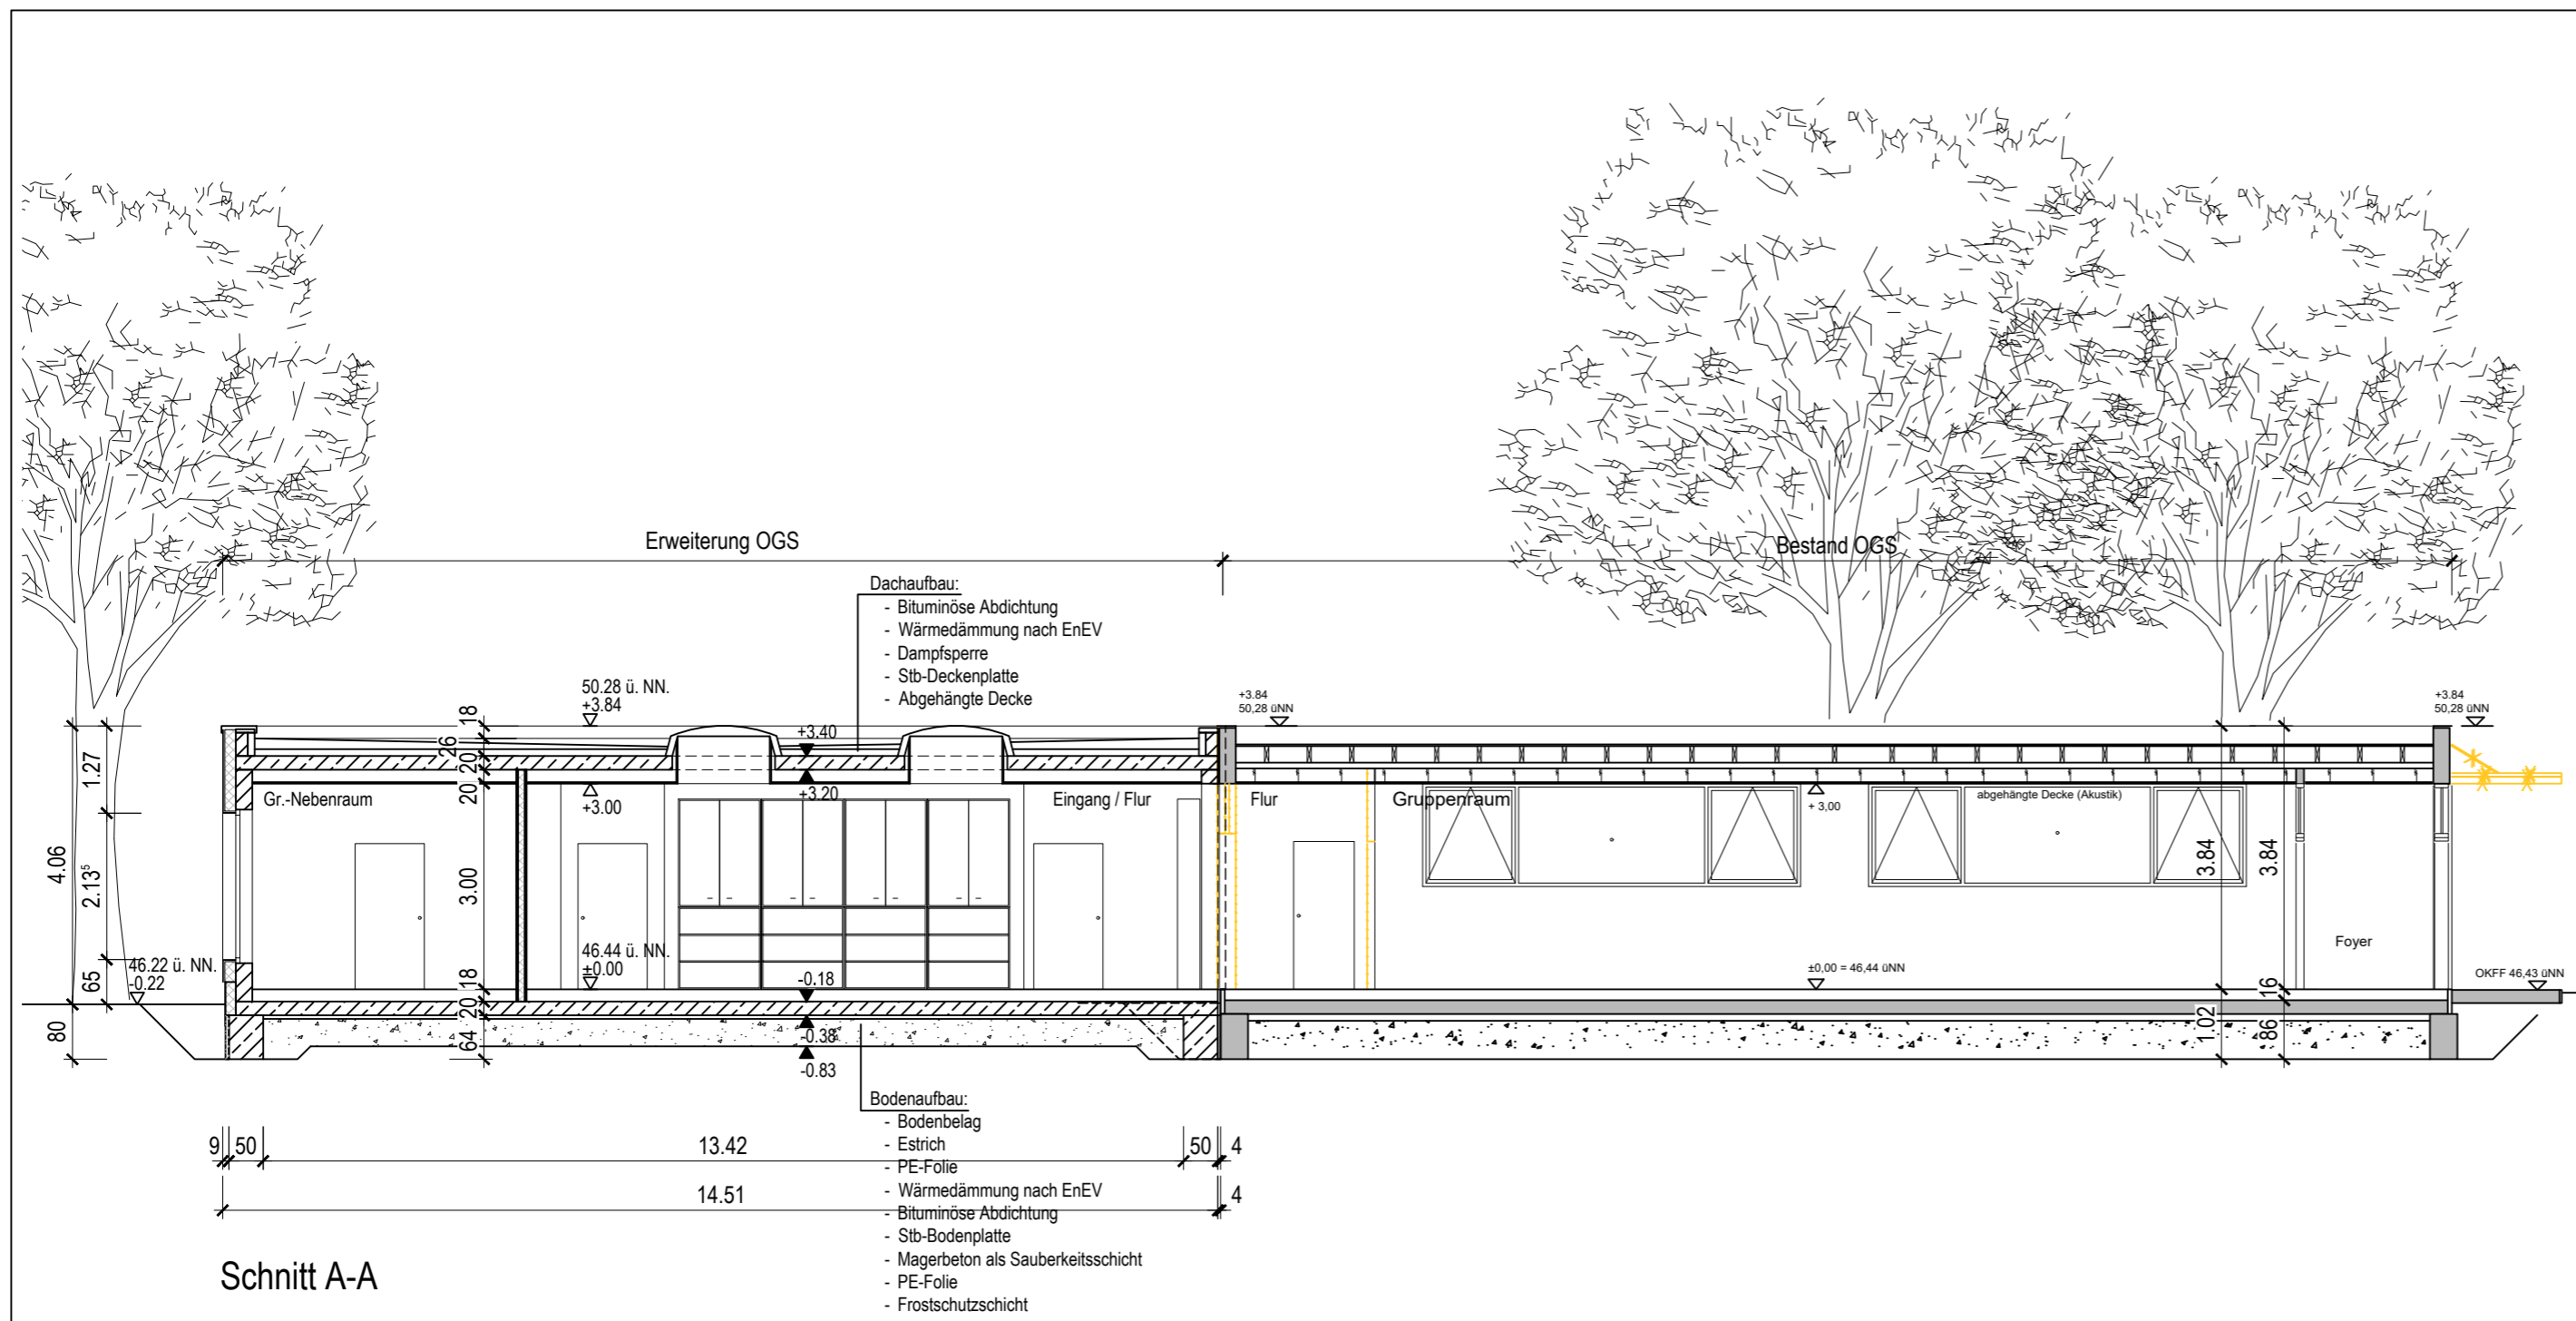 Erweiterung OGS
Bestand OGS
Dachaufbau:
- Bituminöse Abdichtung
- Wärmedämmung nach EnEV
- Dampfsperre
- Stb-Deckenplatte
- Abgehängte Decke
50.28 ü. NN.
+3.84
18
26
20
20
3.00
18
20
64
+3.40
+3.20
+3.00
+3.84
50,28 üNN
+3.84
50,28 üNN
1.27
4.06
2.13⁵
65
80
Gr.-Nebenraum
Eingang / Flur
Flur
Gruppenraum
+ 3,00
abgehängte Decke (Akustik)
3.84
3.84
Foyer
46.22 ü. NN.
-0.22
46.44 ü. NN.
±0.00
-0.18
-0.38
-0.83
±0,00 = 46,44 üNN
16
1.02
86
OKFF 46,43 üNN
Bodenaufbau:
- Bodenbelag
- Estrich
- PE-Folie
- Wärmedämmung nach EnEV
- Bituminöse Abdichtung
- Stb-Bodenplatte
- Magerbeton als Sauberkeitsschicht
- PE-Folie
- Frostschutzschicht
9 50 13.42 50 4
14.51 4
Schnitt A-A